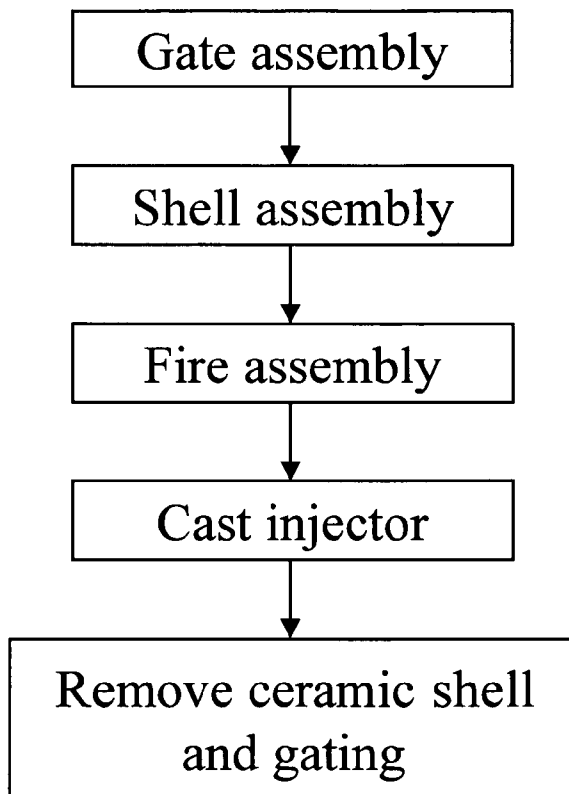 Gate assembly
Shell assembly
Fire assembly
Cast injector
Remove ceramic shell
and gating